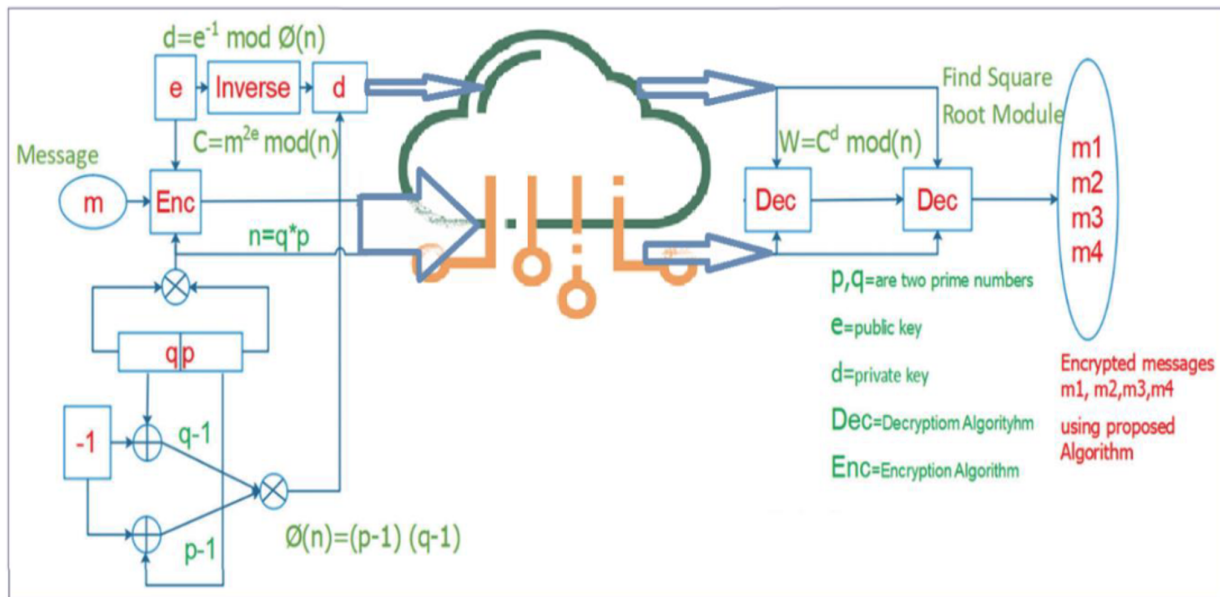 d=e⁻¹ mod Ø(n)
e
Inverse
d
C=m²ᵉ mod(n)
Message
m
Enc
n=q*p
q p
-1
q-1
p-1
Ø(n)=(p-1) (q-1)
Find Square
Root Module
W=Cᵈ mod(n)
Dec
Dec
m1
m2
m3
m4
p,q=are two prime numbers
e=public key
d=private key
Dec=Decryptiom Algorityhm
Enc=Encryption Algorithm
Encrypted messages
m1, m2,m3,m4
using proposed
Algorithm